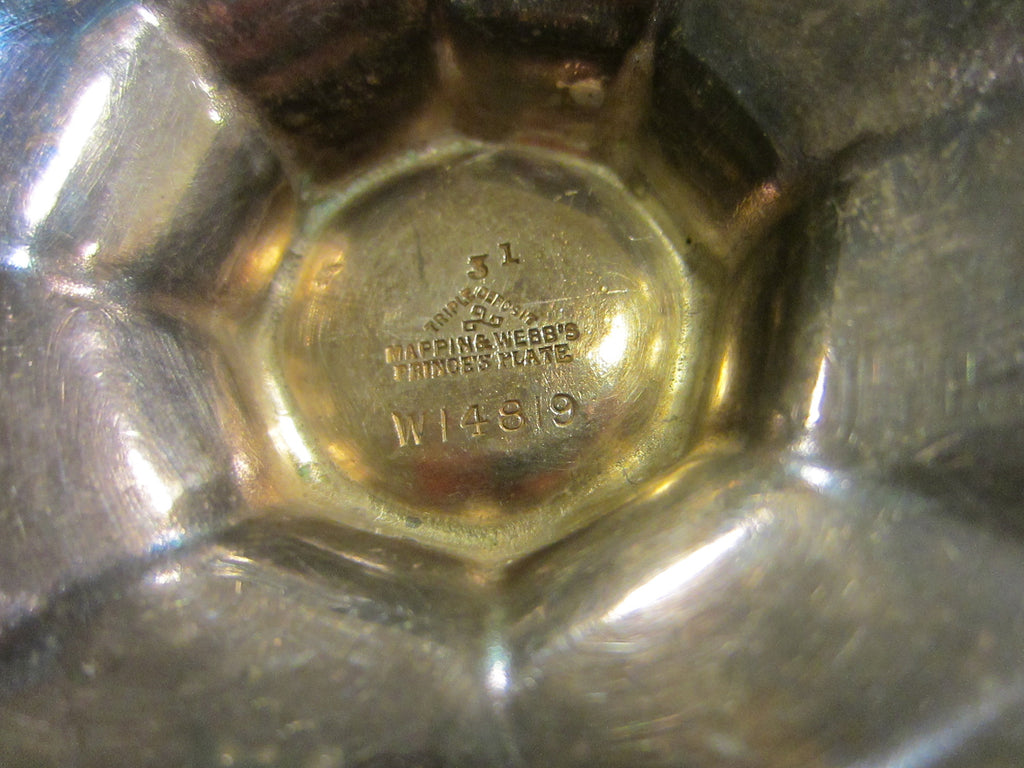 31
TRIPLE DEPOSIT
MAPPIN & WEBB'S
PRINCE'S PLATE
W14819